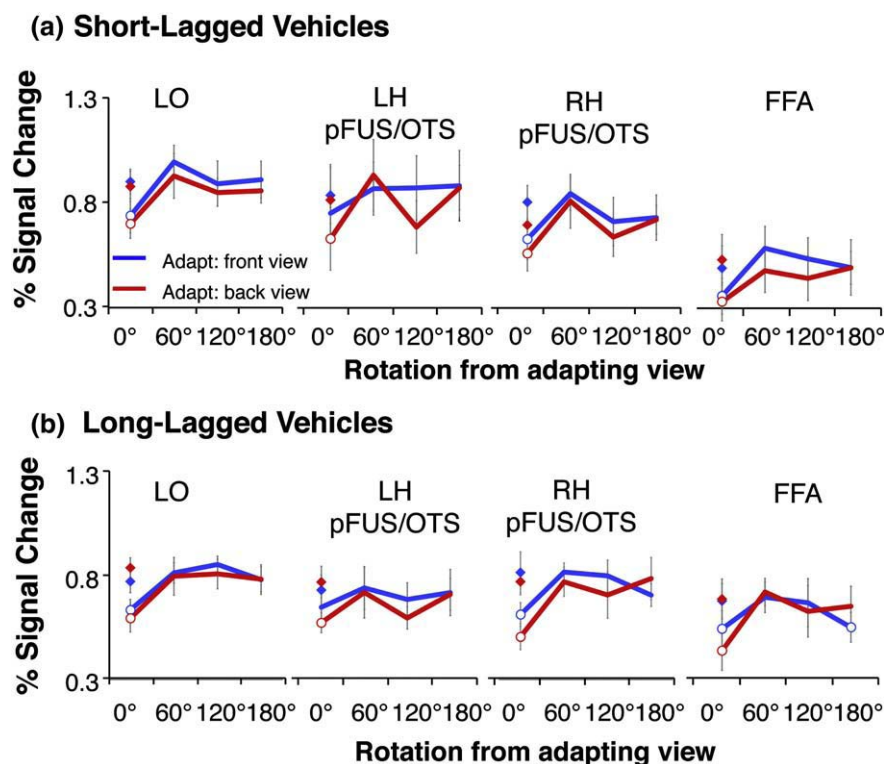 (a) Short-Lagged Vehicles
% Signal Change
1.3
0.8
0.3
LO
LH
pFUS/OTS
RH
pFUS/OTS
FFA
Adapt: front view
Adapt: back view
0° 60° 120° 180°
0° 60° 120° 180°
0° 60° 120° 180°
0° 60° 120° 180°
Rotation from adapting view
(b) Long-Lagged Vehicles
% Signal Change
1.3
0.8
0.3
LO
LH
pFUS/OTS
RH
pFUS/OTS
FFA
0° 60° 120° 180°
0° 60° 120° 180°
0° 60° 120° 180°
0° 60° 120° 180°
Rotation from adapting view